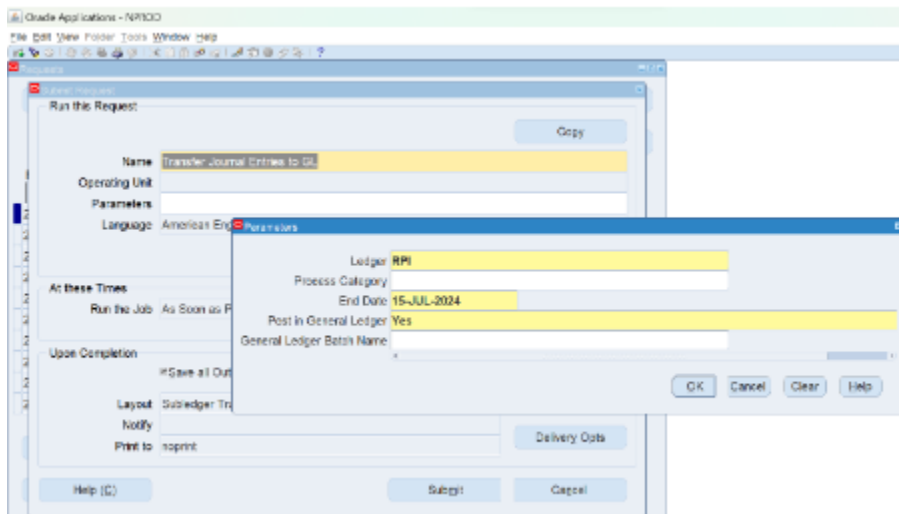 Oracle Applications - NPROD
File Edit View Folder Tools Window Help
Requests
Submit Request
Run this Request
Copy
Name Transfer Journal Entries to GL
Operating Unit
Parameters
Language American Eng
Parameters
Ledger RPI
Process Category
End Date 15-JUL-2024
Post in General Ledger Yes
General Ledger Batch Name
OK Cancel Clear Help
At these Times
Run the Job As Soon as P
Upon Completion
Save all Out
Layout Subledger Tra
Notify
Print to noprint
Delivery Opts
Help (C) Submit Cancel